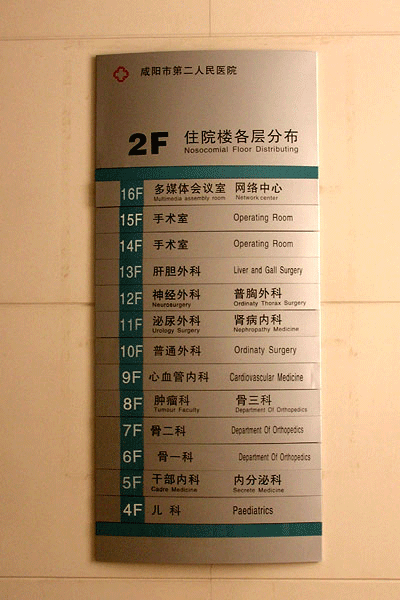 咸阳市第二人民医院
2F 住院楼各层分布
Nosocomial Floor Distributing
16F 多媒体会议室 网络中心
Multimedia assembly room Network center
15F 手术室 Operating Room
14F 手术室 Operating Room
13F 肝胆外科 Liver and Gall Surgery
12F 神经外科 普胸外科
Neurosurgery Ordinaty Thorax Surgery
11F 泌尿外科 肾病内科
Urology Surgery Nephropathy Medicine
10F 普通外科 Ordinaty Surgery
9F 心血管内科 Cardiovascular Medicine
8F 肿瘤科 骨三科
Tumour Faculty Department Of Orthopedics
7F 骨二科 Department Of Orthopedics
6F 骨一科 Department Of Orthopedics
5F 干部内科 内分泌科
Cadre Medicine Secrete Medicine
4F 儿 科 Paediatrics